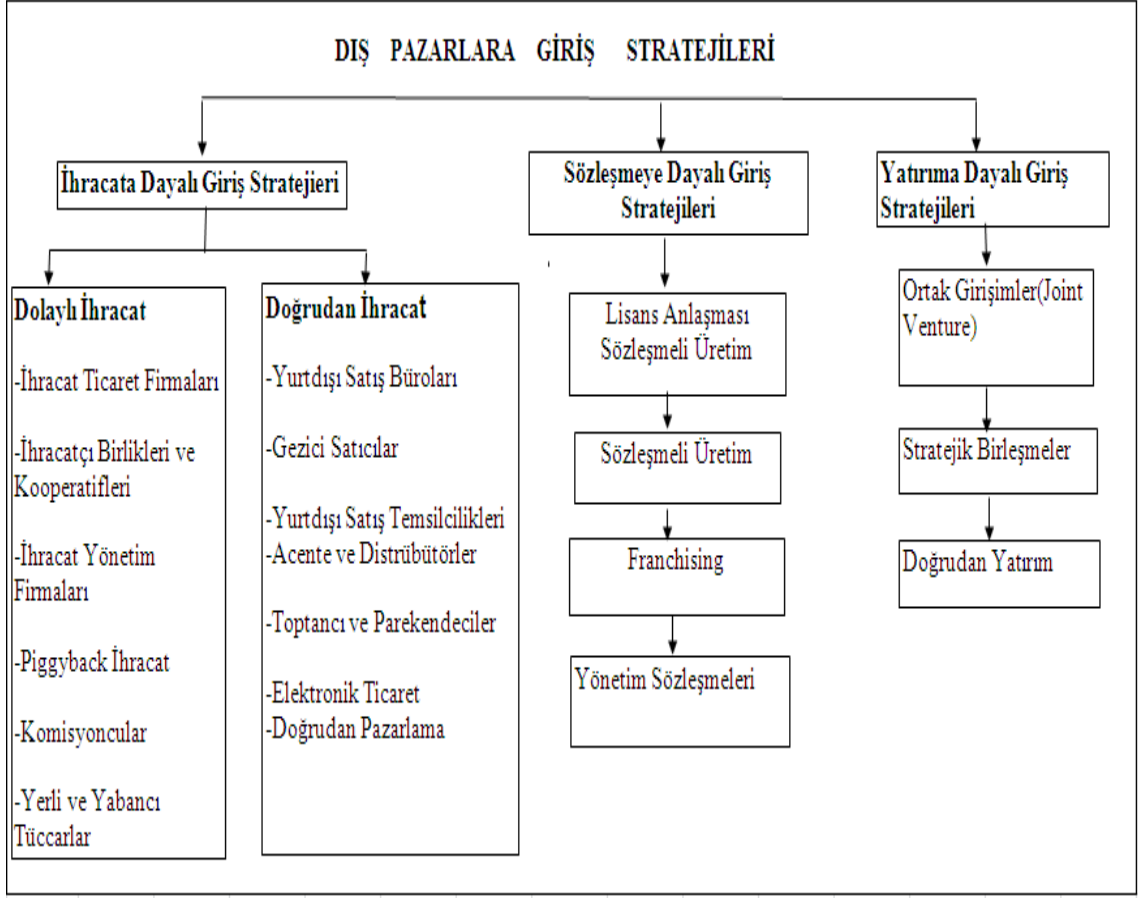 DIŞ PAZARLARA GİRİŞ STRATEJİLERİ
İhracata Dayalı Giriş Stratejieri
Sözleşmeye Dayalı Giriş
Stratejileri
Yatırıma Dayalı Giriş
Stratejileri
Dolaylı İhracat
-İhracat Ticaret Firmaları
-İhracatçı Birlikleri ve
Kooperatifleri
-İhracat Yönetim
Firmaları
-Piggyback İhracat
-Komisyoncular
-Yerli ve Yabancı
Tüccarlar
Doğrudan İhracat
-Yurtdışı Satış Büroları
-Gezici Satıcılar
-Yurtdışı Satış Temsilcilikleri
-Acente ve Distrübütörler
-Toptancı ve Parekendeciler
-Elektronik Ticaret
-Doğrudan Pazarlama
Lisans Anlaşması
Sözleşmeli Üretim
Sözleşmeli Üretim
Franchising
Yönetim Sözleşmeleri
Ortak Girişimler(Joint
Venture)
Stratejik Birleşmeler
Doğrudan Yatırım